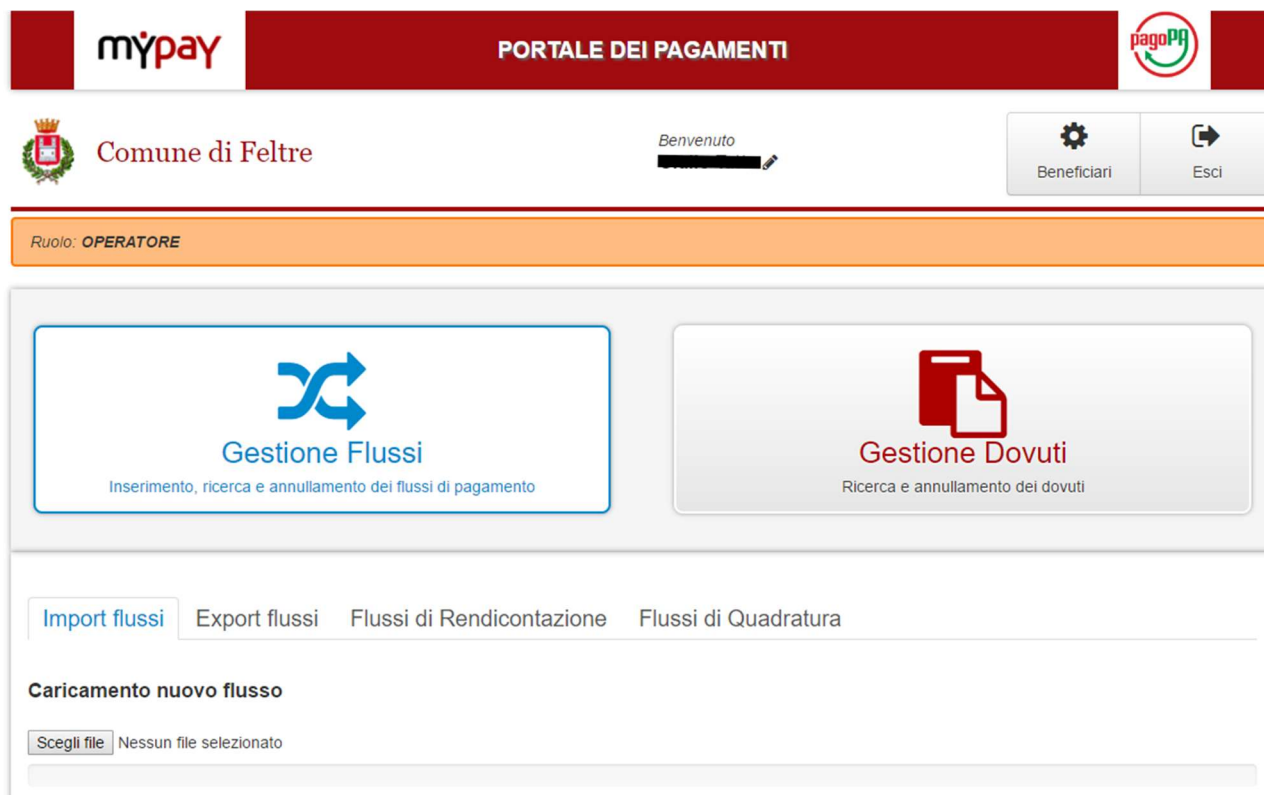 mypay
PORTALE DEI PAGAMENTI
pagoPA
Comune di Feltre
Benvenuto
Beneficiari
Esci
Ruolo: OPERATORE
Gestione Flussi
Inserimento, ricerca e annullamento dei flussi di pagamento
Gestione Dovuti
Ricerca e annullamento dei dovuti
Import flussi Export flussi Flussi di Rendicontazione Flussi di Quadratura
Caricamento nuovo flusso
Scegli file Nessun file selezionato